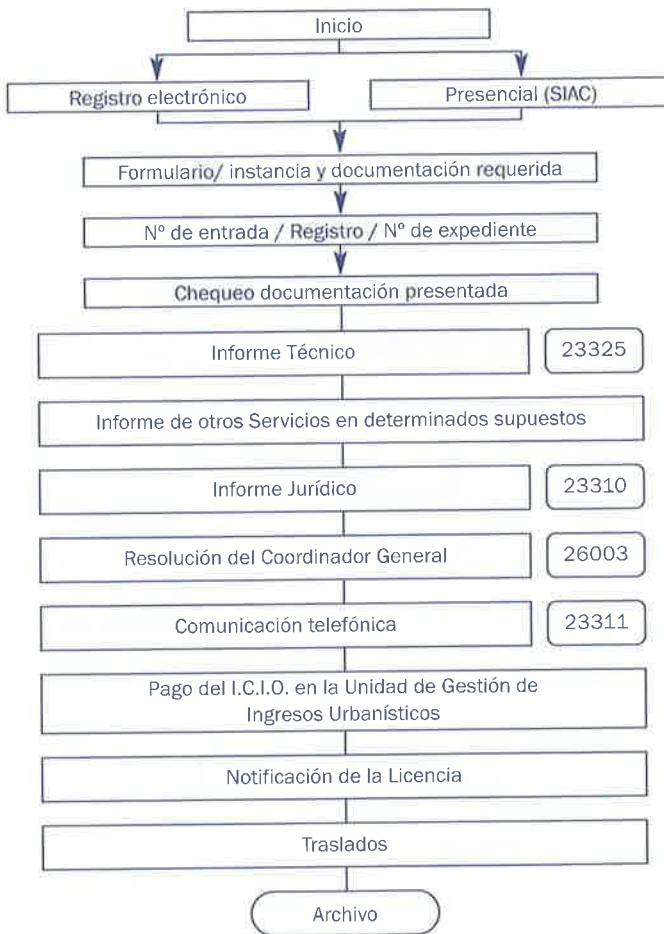 Inicio
Registro electrónico
Presencial (SIAC)
Formulario/ instancia y documentación requerida
Nº de entrada / Registro / Nº de expediente
Chequeo documentación presentada
Informe Técnico
23325
Informe de otros Servicios en determinados supuestos
Informe Jurídico
23310
Resolución del Coordinador General
26003
Comunicación telefónica
23311
Pago del I.C.I.O. en la Unidad de Gestión de
Ingresos Urbanísticos
Notificación de la Licencia
Traslados
Archivo